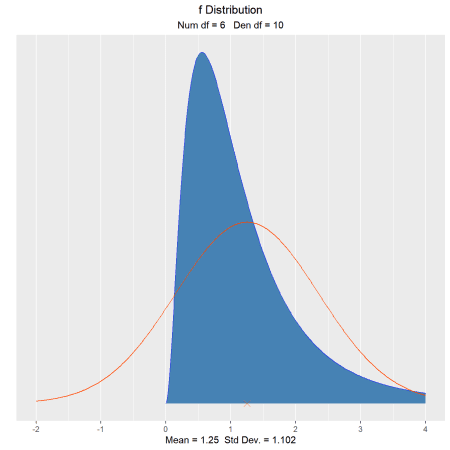 f Distribution
Num df = 6 Den df = 10
-2 -1 0 1 2 3 4
Mean = 1.25 Std Dev. = 1.102